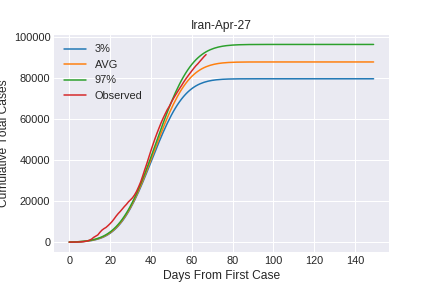 Iran-Apr-27
3%
AVG
97%
Observed
100000
80000
60000
40000
20000
0
Cumulative Total Cases
0 20 40 60 80 100 120 140
Days From First Case